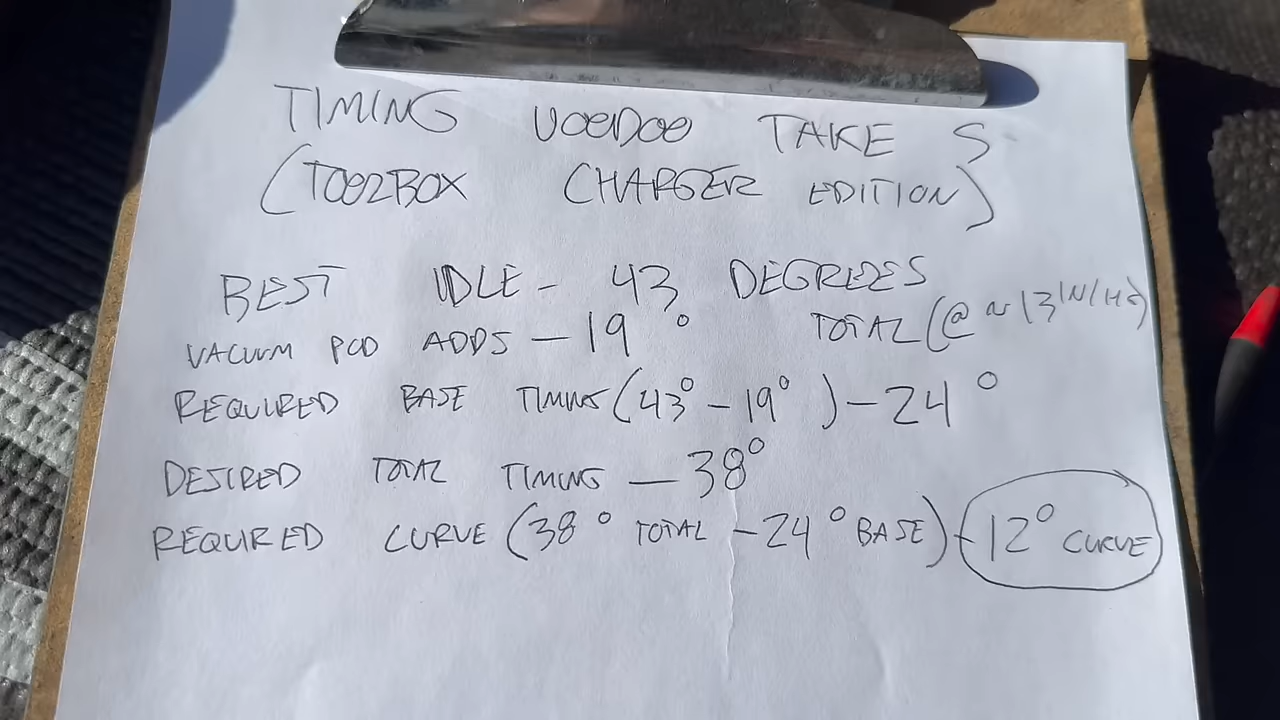 TIMING VOODOO TAKE 5
(TOOLBOX CHARGER EDITION)
BEST IDLE - 43 DEGREES
TOTAL (@ ~ 13 IN/HG)
VACUUM POD ADDS - 19°
REQUIRED BASE TIMING (43° - 19°) - 24°
DESIRED TOTAL TIMING - 38°
REQUIRED CURVE (38° TOTAL - 24° BASE) - 12° CURVE